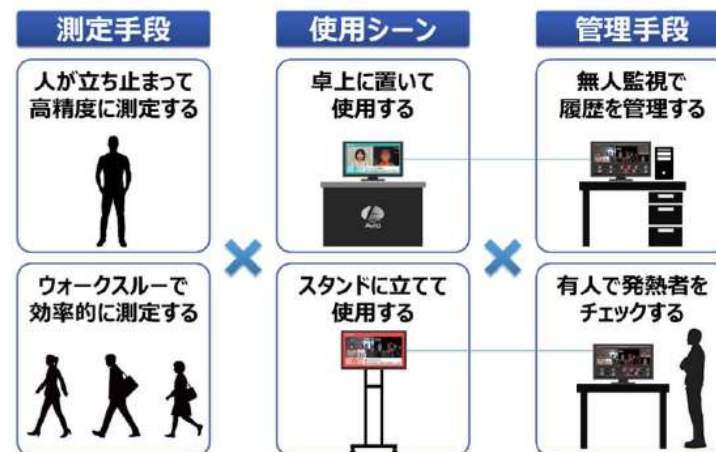 測定手段
使用シーン
管理手段
人が立ち止まって
高精度に測定する
卓上に置いて
使用する
無人監視で
履歴を管理する
ウォークスルーで
効率的に測定する
スタンドに立てて
使用する
有人で発熱者を
チェックする